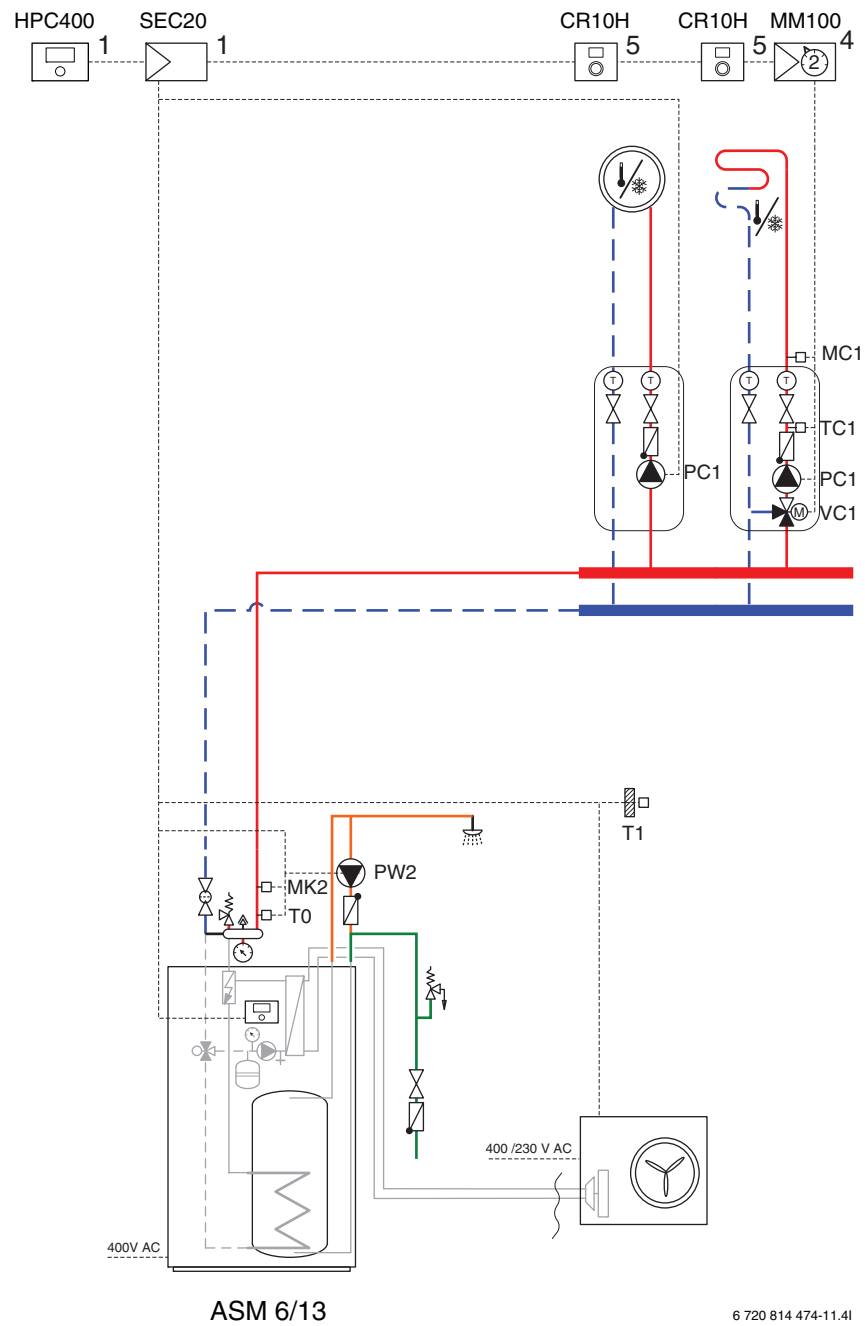 HPC400 SEC20 CR10H CR10H MM100
1 1 5 5 4
2
MC1
T T T T
TC1
PC1 PC1
M VC1
T1
PW2
MK2
T0
400 /230 V AC
400V AC
ASM 6/13
6 720 814 474-11.4I